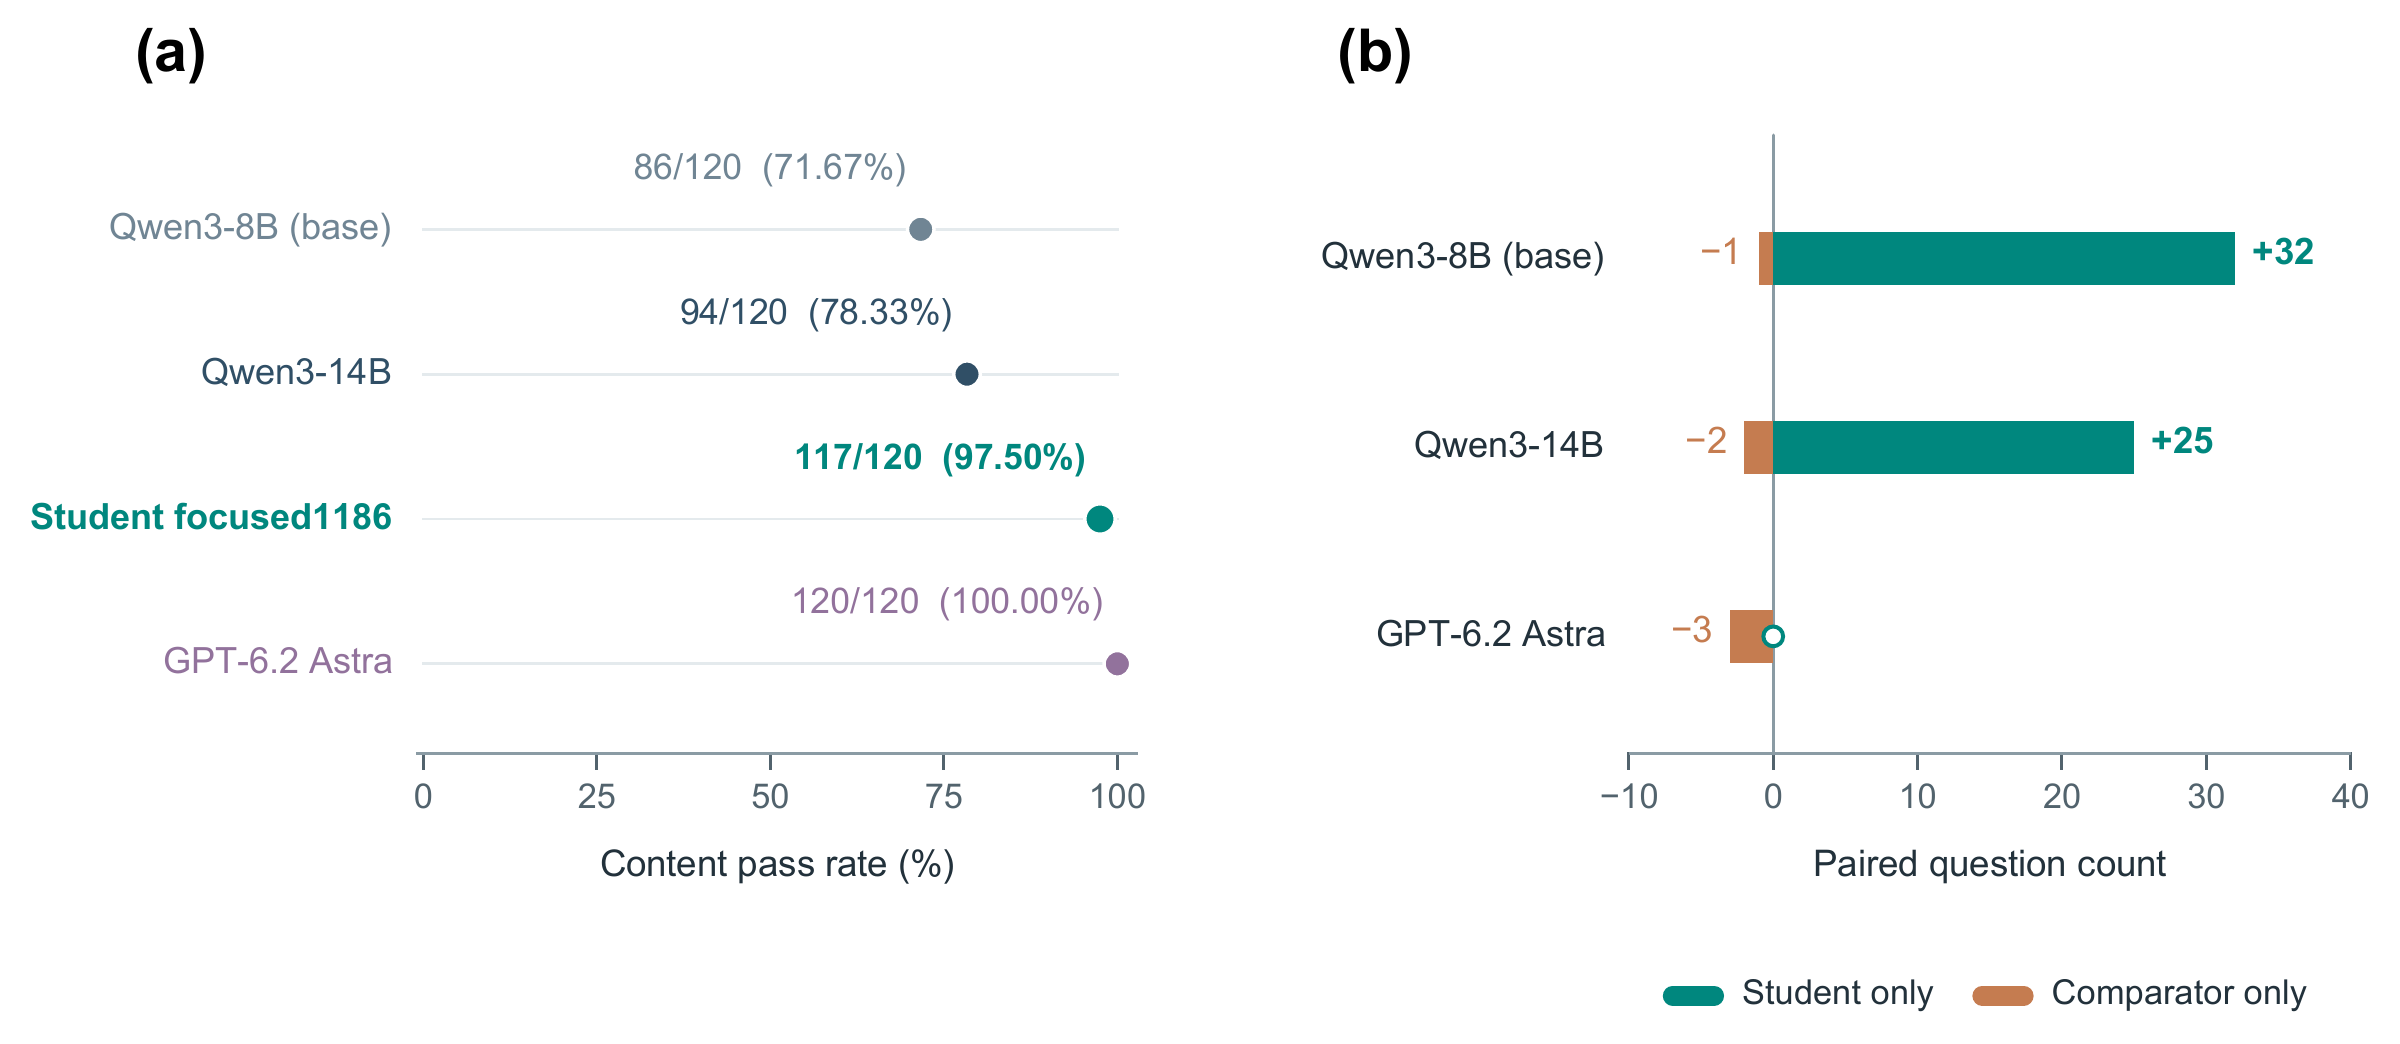 (a)
86/120 (71.67%)
Qwen3-8B (base)
94/120 (78.33%)
Qwen3-14B
117/120 (97.50%)
Student focused1186
120/120 (100.00%)
GPT-6.2 Astra
0 25 50 75 100
Content pass rate (%)
(b)
Qwen3-8B (base) −1 +32
Qwen3-14B −2 +25
GPT-6.2 Astra −3
−10 0 10 20 30 40
Paired question count
Student only Comparator only